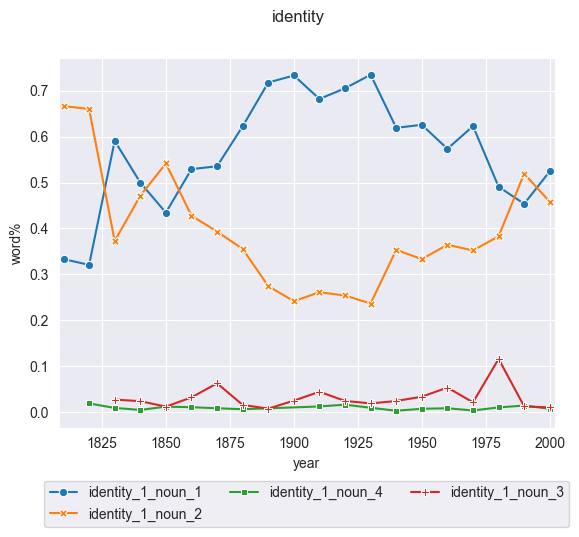 identity
0.7
0.6
0.5
0.4
0.3
0.2
0.1
0.0
word%
1825 1850 1875 1900 1925 1950 1975 2000
year
identity_1_noun_1 identity_1_noun_4 identity_1_noun_3
identity_1_noun_2